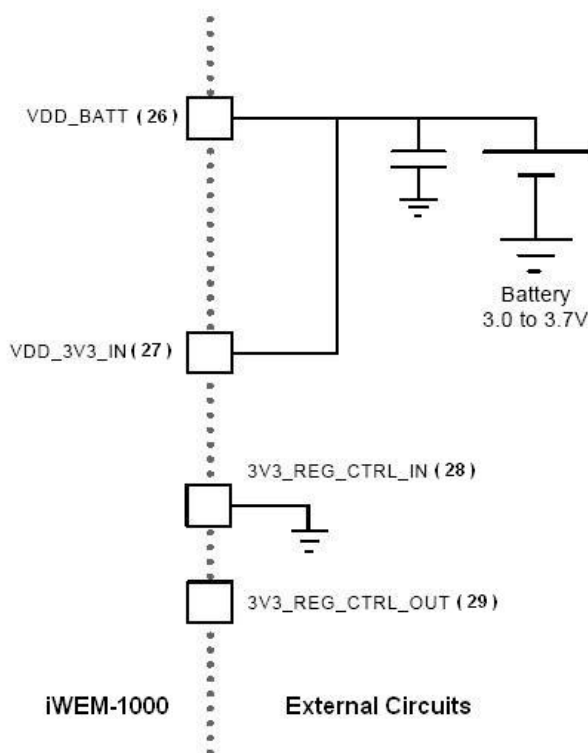 VDD_BATT (26)
Battery
3.0 to 3.7V
VDD_3V3_IN (27)
3V3_REG_CTRL_IN (28)
3V3_REG_CTRL_OUT (29)
iWEM-1000
External Circuits